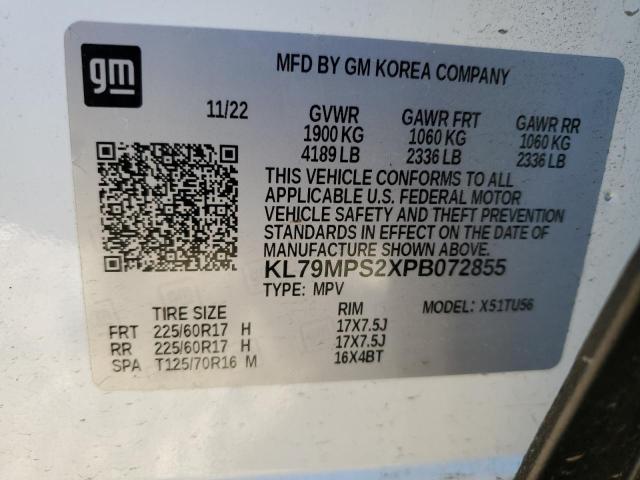 gm
MFD BY GM KOREA COMPANY
11/22 GVWR GAWR FRT GAWR RR
1900 KG 1060 KG 1060 KG
4189 LB 2336 LB 2336 LB
THIS VEHICLE CONFORMS TO ALL
APPLICABLE U.S. FEDERAL MOTOR
VEHICLE SAFETY AND THEFT PREVENTION
STANDARDS IN EFFECT ON THE DATE OF
MANUFACTURE SHOWN ABOVE.
KL79MPS2XPB072855
TYPE: MPV
TIRE SIZE RIM MODEL: X51TU56
FRT 225/60R17 H 17X7.5J
RR 225/60R17 H 17X7.5J
SPA T125/70R16 M 16X4BT